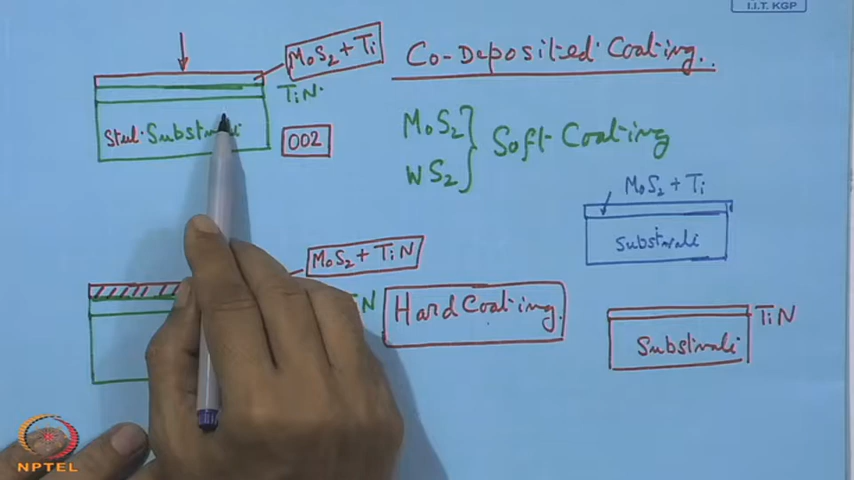 I.I.T. KGP
MoS2 + Ti
Co-Deposited Coating.
TiN.
Steel Substrate
002
MoS2
WS2
Soft Coating
MoS2 + Ti
Substrate
MoS2 + TiN
N
Hard Coating.
TiN
Substrate
NPTEL